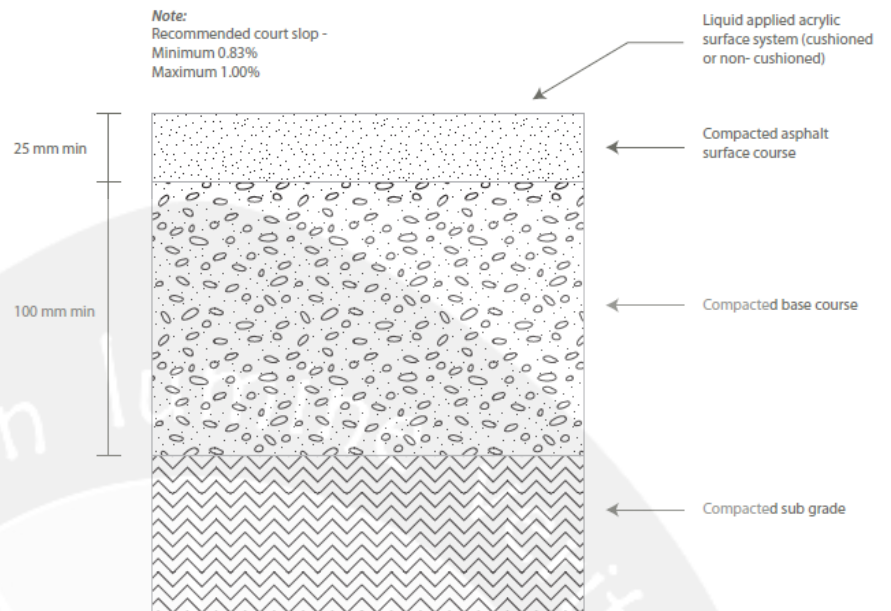 Note:
Recommended court slop -
Minimum 0.83%
Maximum 1.00%
Liquid applied acrylic
surface system (cushioned
or non- cushioned)
25 mm min
Compacted asphalt
surface course
100 mm min
Compacted base course
Compacted sub grade